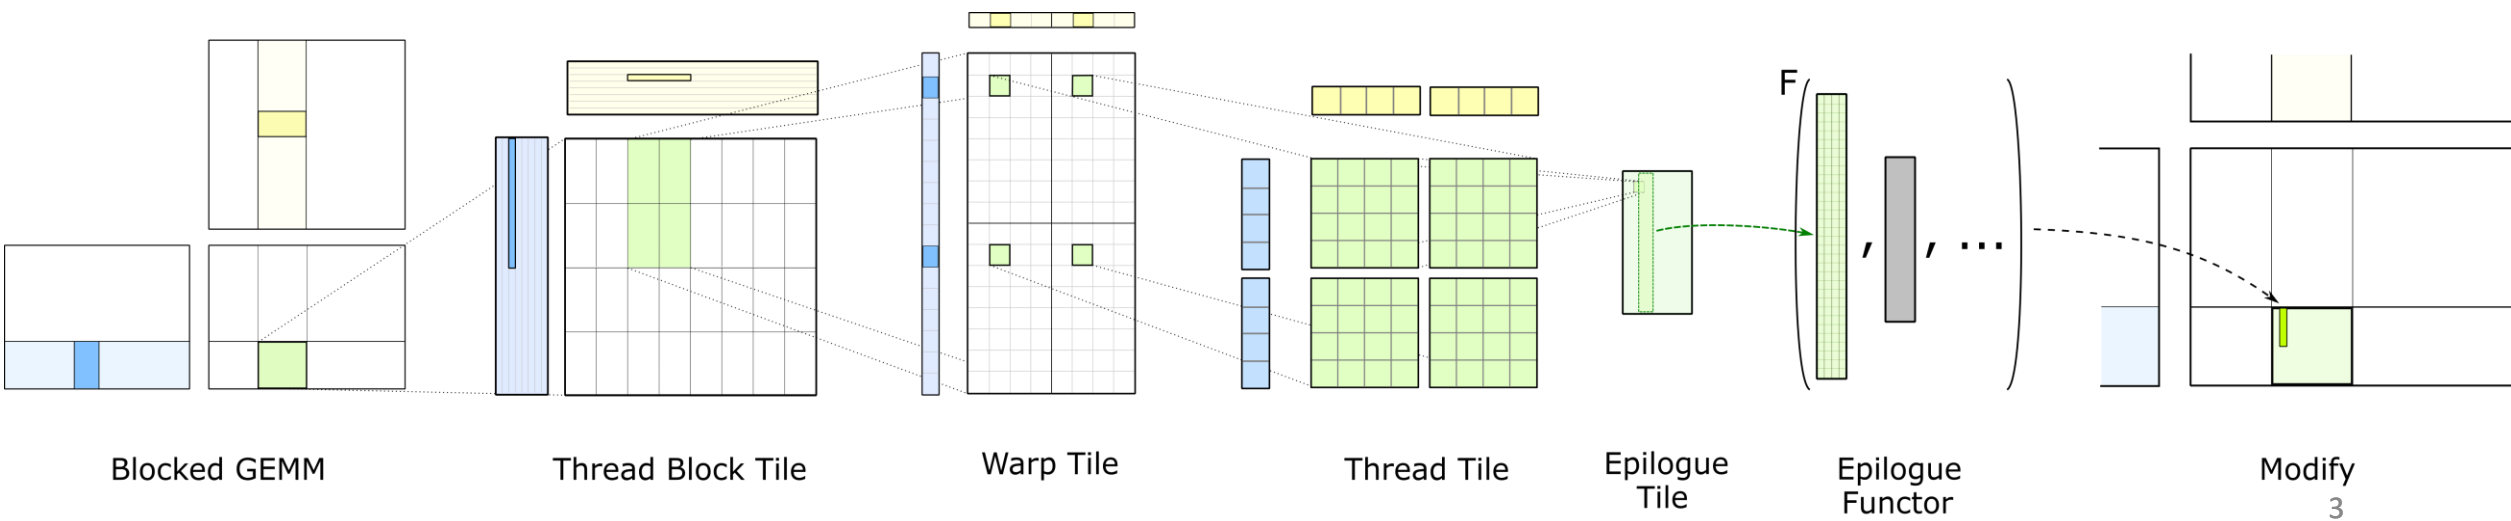 F
, , ...
Blocked GEMM
Thread Block Tile
Warp Tile
Thread Tile
Epilogue
Tile
Epilogue
Functor
Modify
3